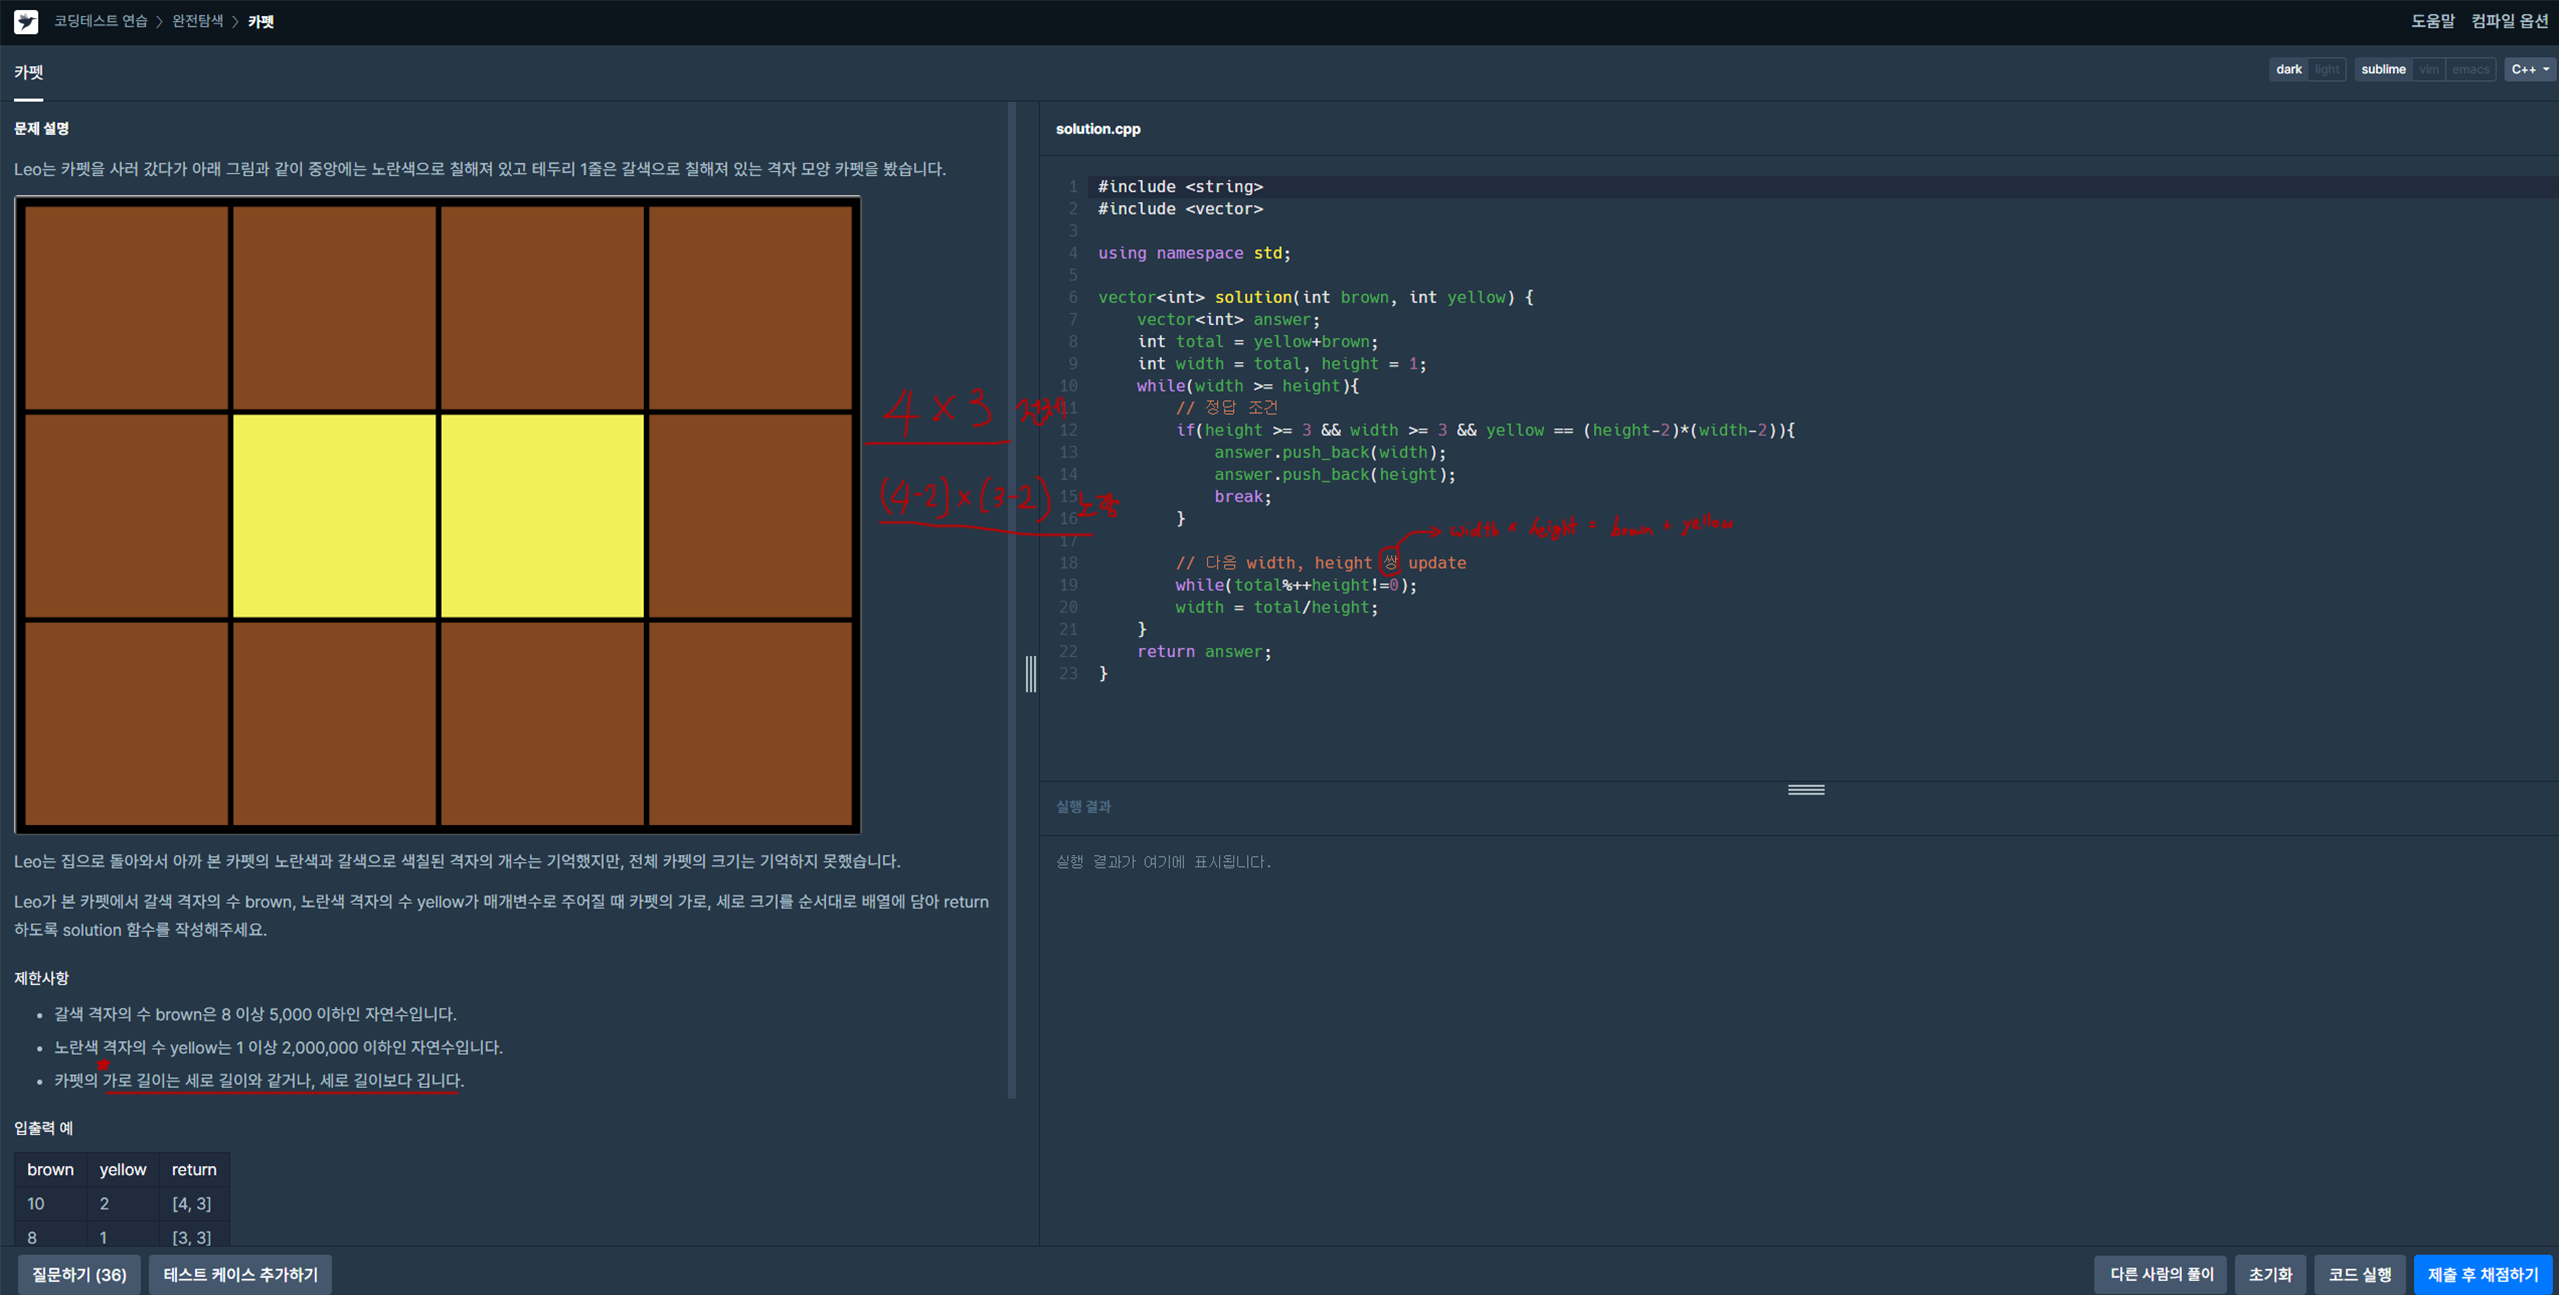 코딩테스트 연습 > 완전탐색 > 카펫
도움말 컴파일 옵션
카펫
dark light sublime vim emacs C++
문제 설명
Leo는 카펫을 사러 갔다가 아래 그림과 같이 중앙에는 노란색으로 칠해져 있고 테두리 1줄은 갈색으로 칠해져 있는 격자 모양 카펫을 봤습니다.
4 × 3 전체
(4-2)×(3-2) 노랑
Leo는 집으로 돌아와서 아까 본 카펫의 노란색과 갈색으로 색칠된 격자의 개수는 기억했지만, 전체 카펫의 크기는 기억하지 못했습니다.
Leo가 본 카펫에서 갈색 격자의 수 brown, 노란색 격자의 수 yellow가 매개변수로 주어질 때 카펫의 가로, 세로 크기를 순서대로 배열에 담아 return
하도록 solution 함수를 작성해주세요.
제한사항
• 갈색 격자의 수 brown은 8 이상 5,000 이하인 자연수입니다.
• 노란색 격자의 수 yellow는 1 이상 2,000,000 이하인 자연수입니다.
• 카펫의 가로 길이는 세로 길이와 같거나, 세로 길이보다 깁니다.
입출력 예
brown yellow return
10 2 [4, 3]
8 1 [3, 3]
solution.cpp
1 #include <string>
2 #include <vector>
3
4 using namespace std;
5
6 vector<int> solution(int brown, int yellow) {
7 vector<int> answer;
8 int total = yellow+brown;
9 int width = total, height = 1;
10 while(width >= height){
11 // 정답 조건
12 if(height >= 3 && width >= 3 && yellow == (height-2)*(width-2)){
13 answer.push_back(width);
14 answer.push_back(height);
15 break;
16 }
17
→ width * height = brown + yellow
18 // 다음 width, height 쌍 update
19 while(total%++height!=0);
20 width = total/height;
21 }
22 return answer;
23 }
실행 결과
실행 결과가 여기에 표시됩니다.
질문하기 (36) 테스트 케이스 추가하기
다른 사람의 풀이 초기화 코드 실행 제출 후 채점하기